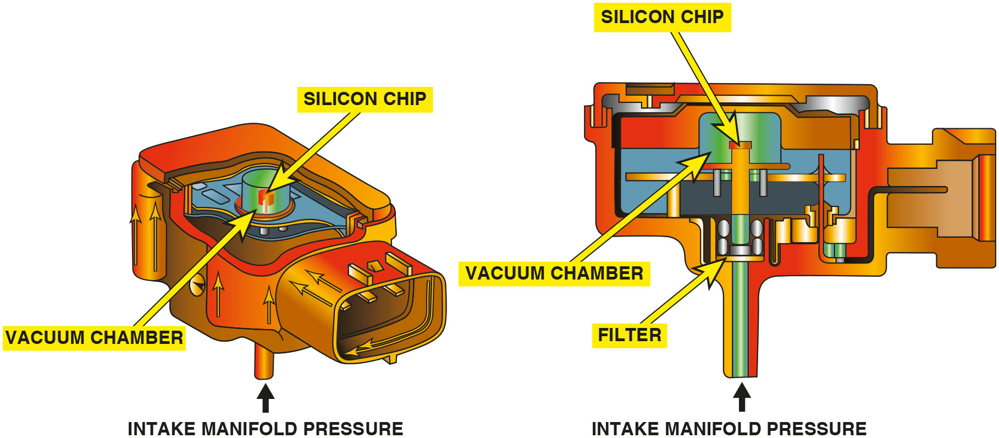 SILICON CHIP
VACUUM CHAMBER
INTAKE MANIFOLD PRESSURE
SILICON CHIP
VACUUM CHAMBER
FILTER
INTAKE MANIFOLD PRESSURE